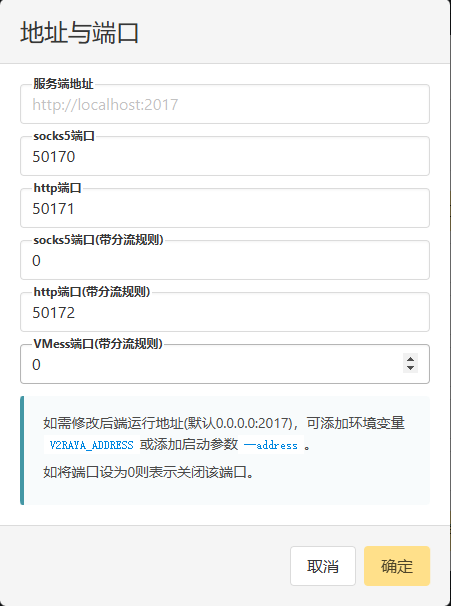 地址与端口
服务端地址
http://localhost:2017
socks5端口
50170
http端口
50171
socks5端口(带分流规则)
0
http端口(带分流规则)
50172
VMess端口(带分流规则)
0
如需修改后端运行地址(默认0.0.0.0:2017)，可添加环境变量
V2RAYA_ADDRESS 或添加启动参数 —address 。
如将端口设为0则表示关闭该端口。
取消 确定